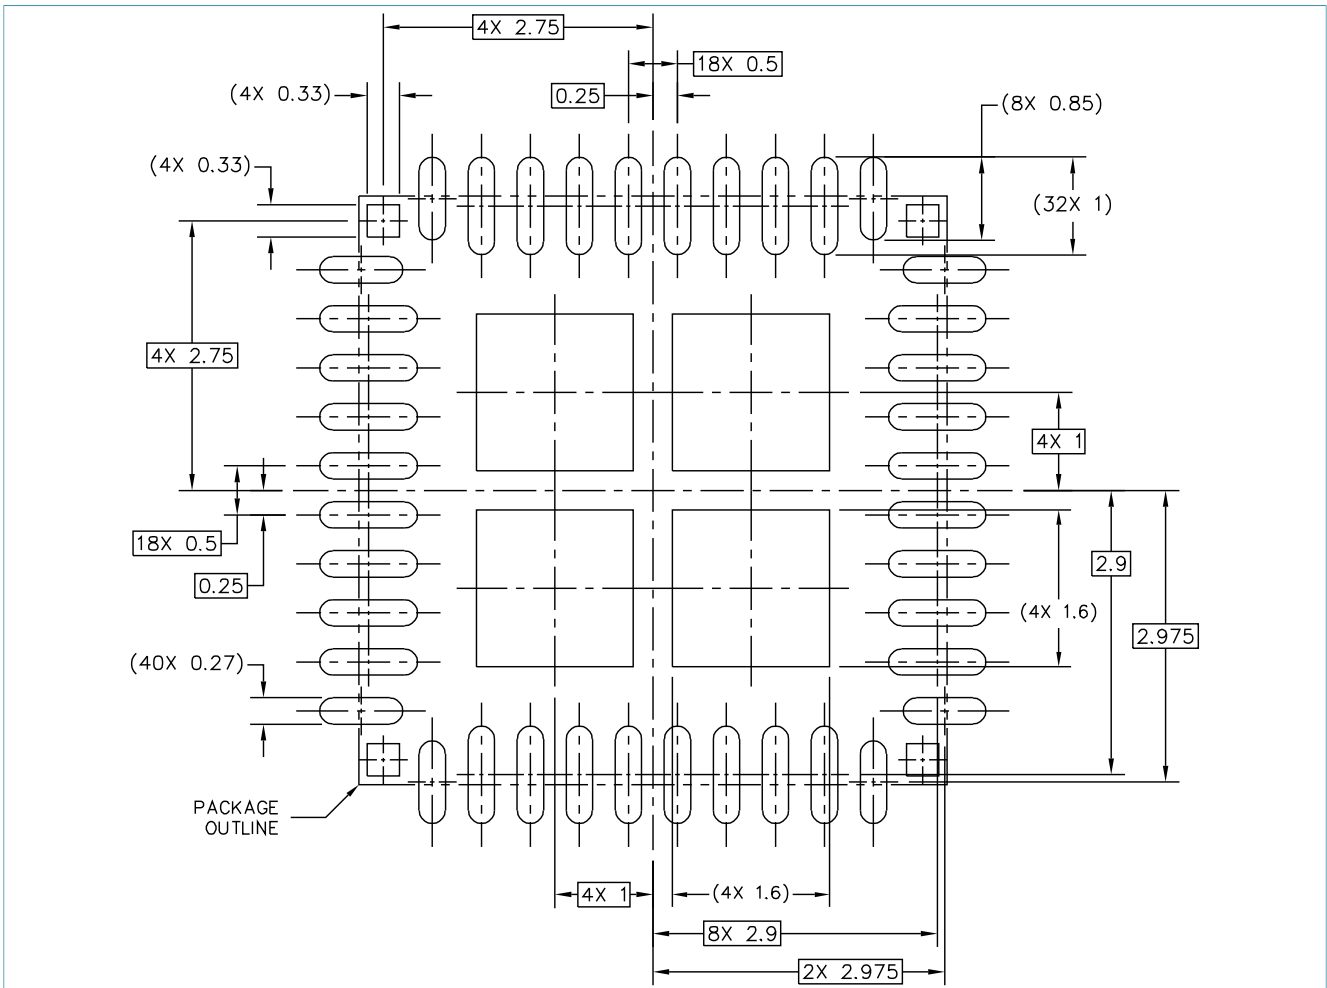 4X 2.75
18X 0.5
(4X 0.33)
0.25
(8X 0.85)
(4X 0.33)
(32X 1)
4X 2.75
4X 1
18X 0.5
2.9
0.25
(4X 1.6)
2.975
(40X 0.27)
PACKAGE
OUTLINE
4X 1
(4X 1.6)
8X 2.9
2X 2.975